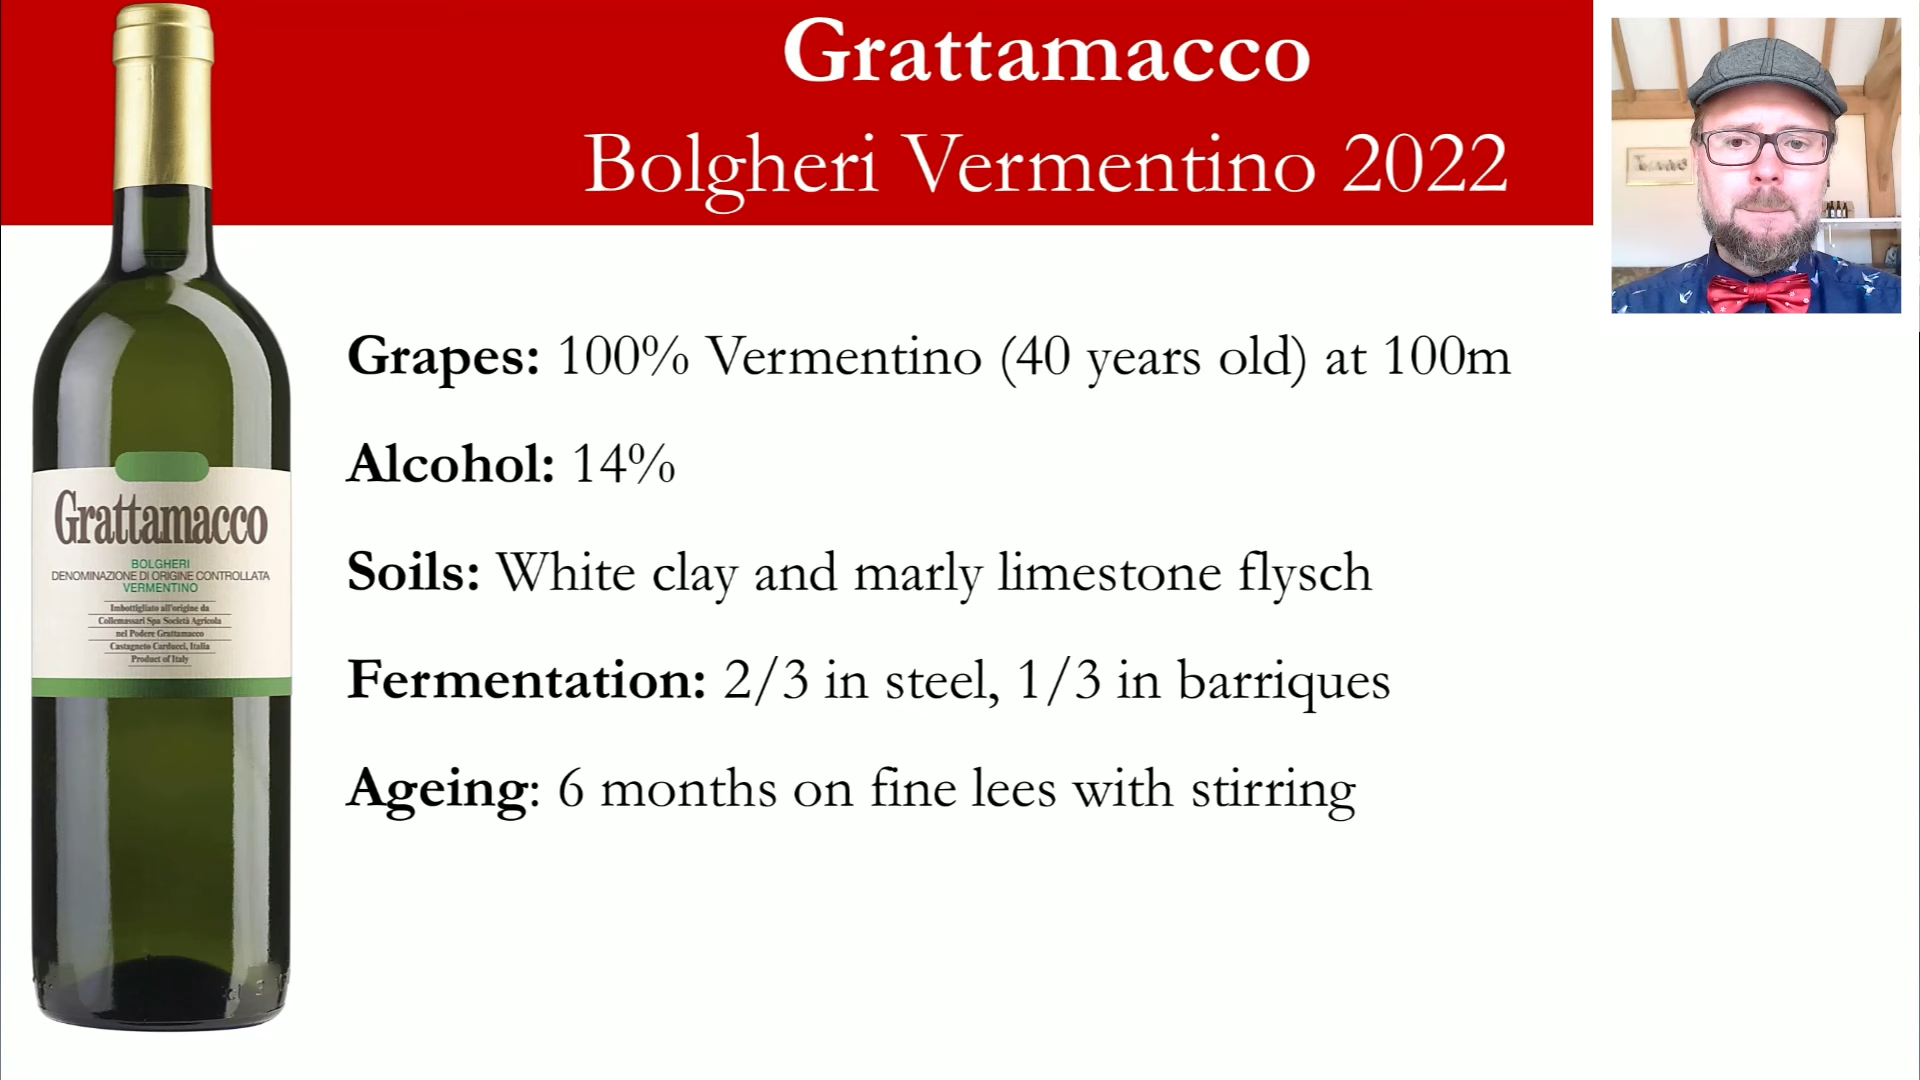 Grattamacco
Bolgheri Vermentino 2022
Grapes: 100% Vermentino (40 years old) at 100m
Alcohol: 14%
Soils: White clay and marly limestone flysch
Fermentation: 2/3 in steel, 1/3 in barriques
Ageing: 6 months on fine lees with stirring
Grattamacco
BOLGHERI
DENOMINAZIONE DI ORIGINE CONTROLLATA
VERMENTINO
Imbottigliato all'origine da
Collemassari Spa Società Agricola
nel Podere Grattamacco
Castagneto Carducci, Italia
Product of Italy